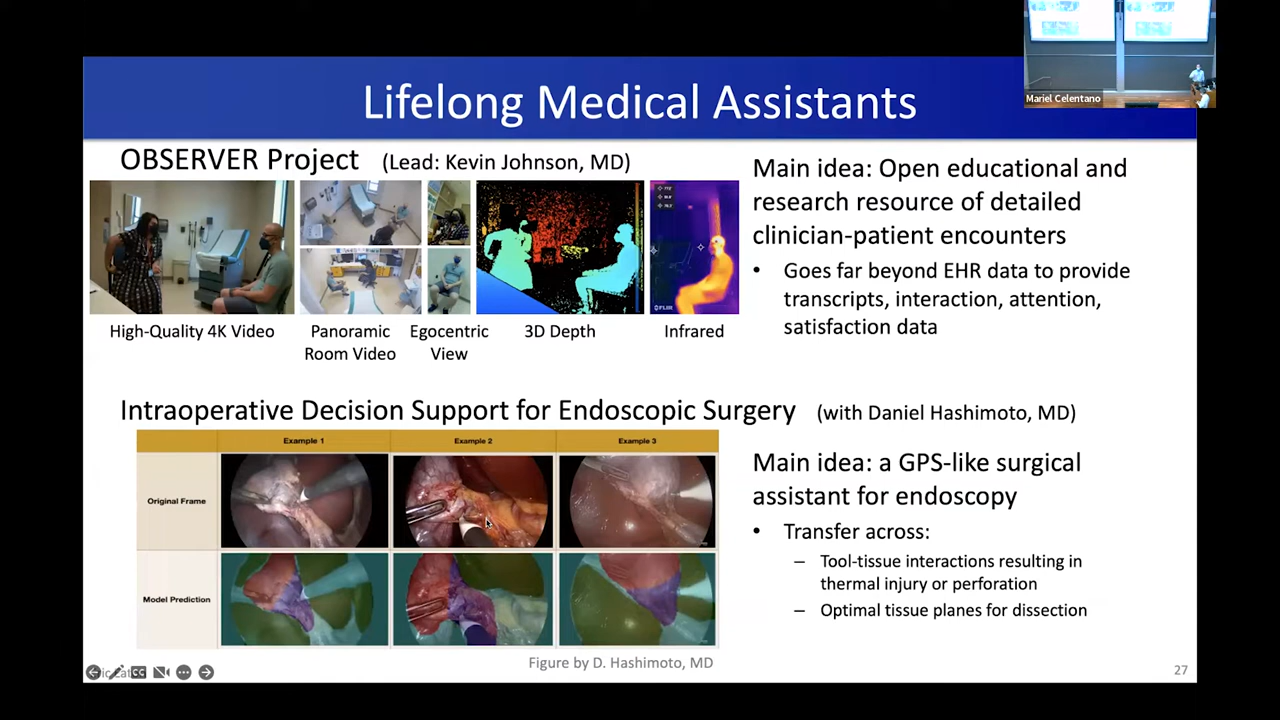 Lifelong Medical Assistants
Mariel Celentano
OBSERVER Project (Lead: Kevin Johnson, MD)
High-Quality 4K Video
Panoramic
Room Video
Egocentric
View
3D Depth
Infrared
Main idea: Open educational and
research resource of detailed
clinician-patient encounters
• Goes far beyond EHR data to provide
transcripts, interaction, attention,
satisfaction data
Intraoperative Decision Support for Endoscopic Surgery (with Daniel Hashimoto, MD)
Example 1 Example 2 Example 3
Original Frame
Model Prediction
Figure by D. Hashimoto, MD
Main idea: a GPS-like surgical
assistant for endoscopy
• Transfer across:
– Tool-tissue interactions resulting in
thermal injury or perforation
– Optimal tissue planes for dissection
CC
27